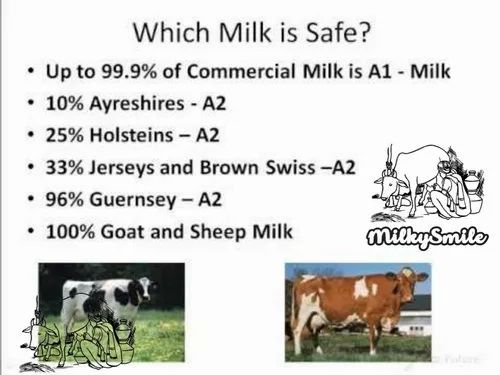 Which Milk is Safe?
• Up to 99.9% of Commercial Milk is A1 - Milk
• 10% Ayreshires - A2
• 25% Holsteins – A2
• 33% Jerseys and Brown Swiss –A2
• 96% Guernsey – A2
• 100% Goat and Sheep Milk
MilkySmile